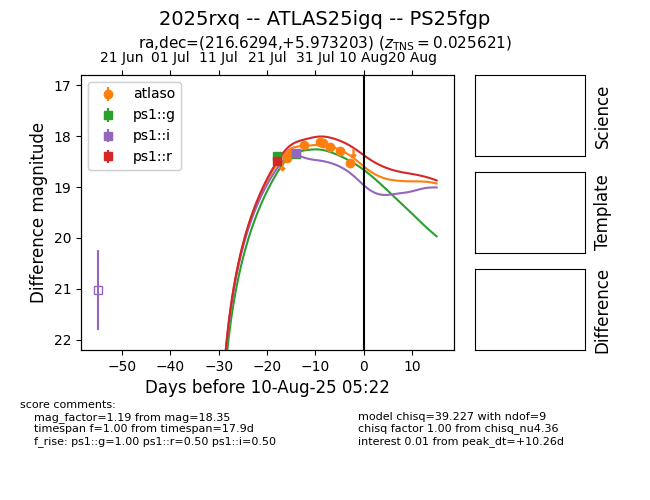 2025rxq -- ATLAS25igq -- PS25fgp
ra,dec=(216.6294,+5.973203) (z_TNS = 0.025621)
21 Jun 01 Jul 11 Jul 21 Jul 31 Jul 10 Aug 20 Aug
17
18
19
20
21
22
Difference magnitude
atlaso
ps1::g
ps1::i
ps1::r
−50 −40 −30 −20 −10 0 10
Days before 10-Aug-25 05:22
Science
Template
Difference
score comments:
mag_factor=1.19 from mag=18.35
timespan f=1.00 from timespan=17.9d
f_rise: ps1::g=1.00 ps1::r=0.50 ps1::i=0.50
model chisq=39.227 with ndof=9
chisq factor 1.00 from chisq_nu4.36
interest 0.01 from peak_dt=+10.26d